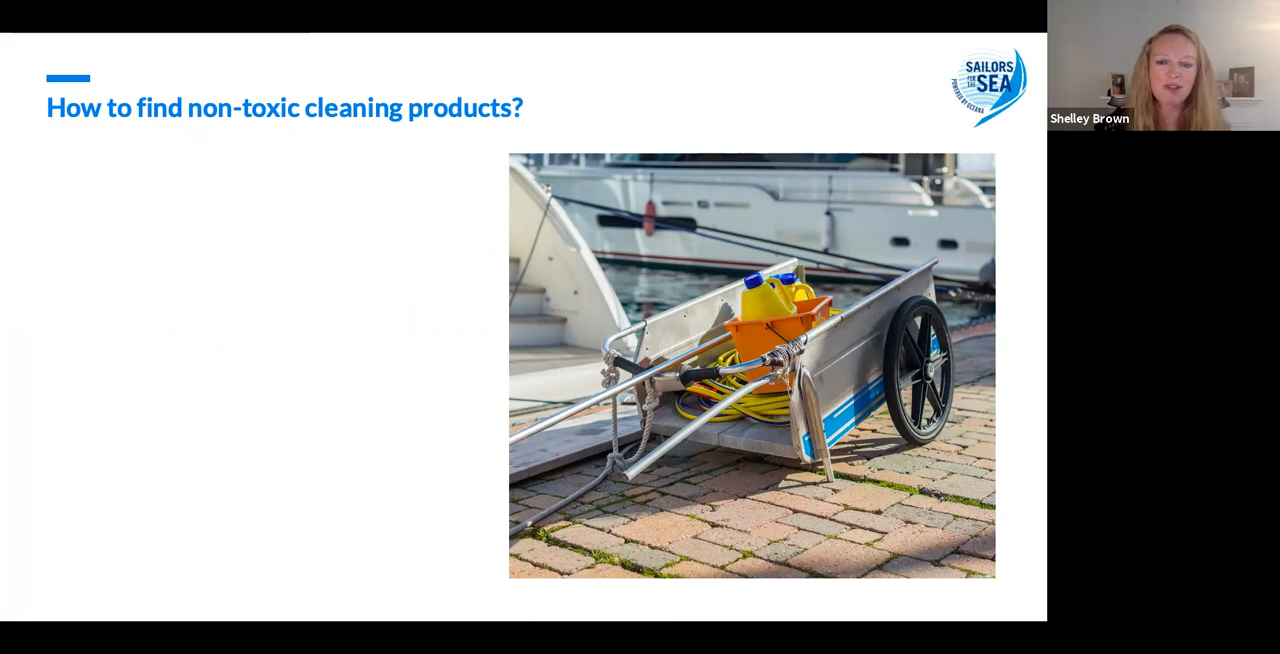 How to find non-toxic cleaning products?
SAILORS
FOR
THE
SEA
POWERED BY OCEANA
Shelley Brown